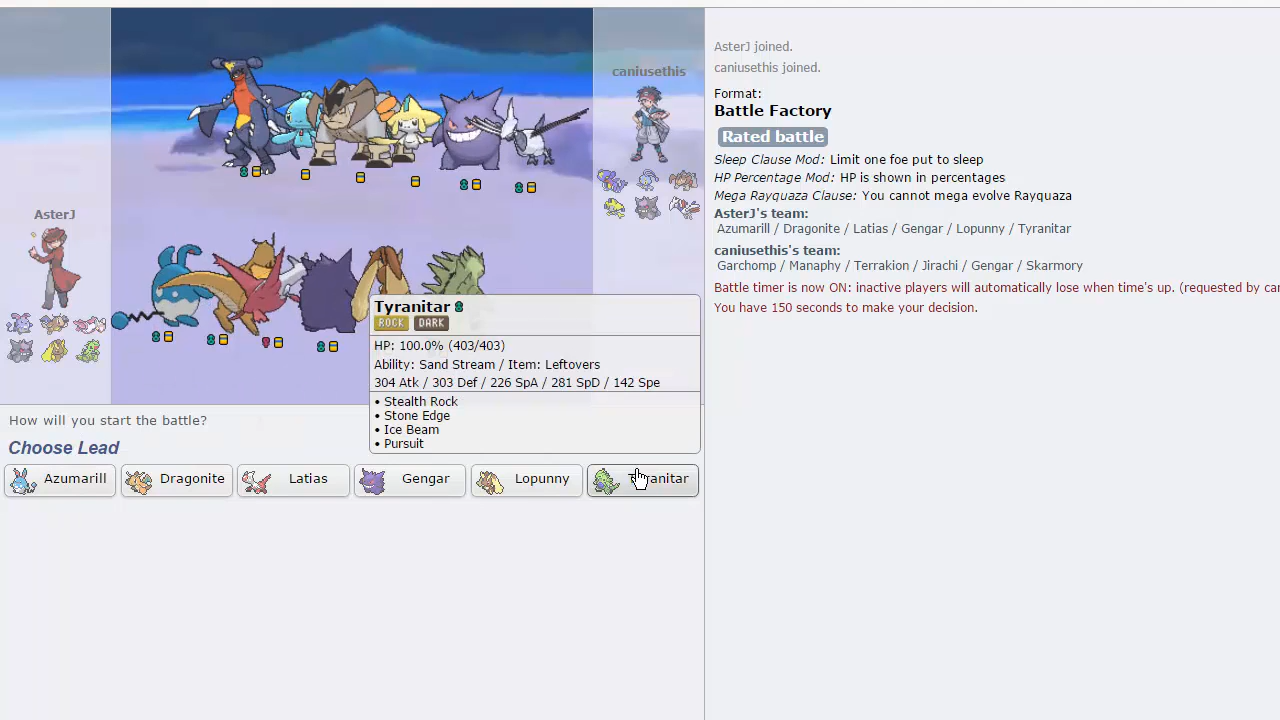 caniusethis
AsterJ
Tyranitar
ROCK DARK
HP: 100.0% (403/403)
Ability: Sand Stream / Item: Leftovers
304 Atk / 303 Def / 226 SpA / 281 SpD / 142 Spe
• Stealth Rock
• Stone Edge
• Ice Beam
• Pursuit
How will you start the battle?
Choose Lead
Azumarill Dragonite Latias Gengar Lopunny Tyranitar
AsterJ joined.
caniusethis joined.
Format:
Battle Factory
Rated battle
Sleep Clause Mod: Limit one foe put to sleep
HP Percentage Mod: HP is shown in percentages
Mega Rayquaza Clause: You cannot mega evolve Rayquaza
AsterJ's team:
Azumarill / Dragonite / Latias / Gengar / Lopunny / Tyranitar
caniusethis's team:
Garchomp / Manaphy / Terrakion / Jirachi / Gengar / Skarmory
Battle timer is now ON: inactive players will automatically lose when time's up. (requested by car
You have 150 seconds to make your decision.